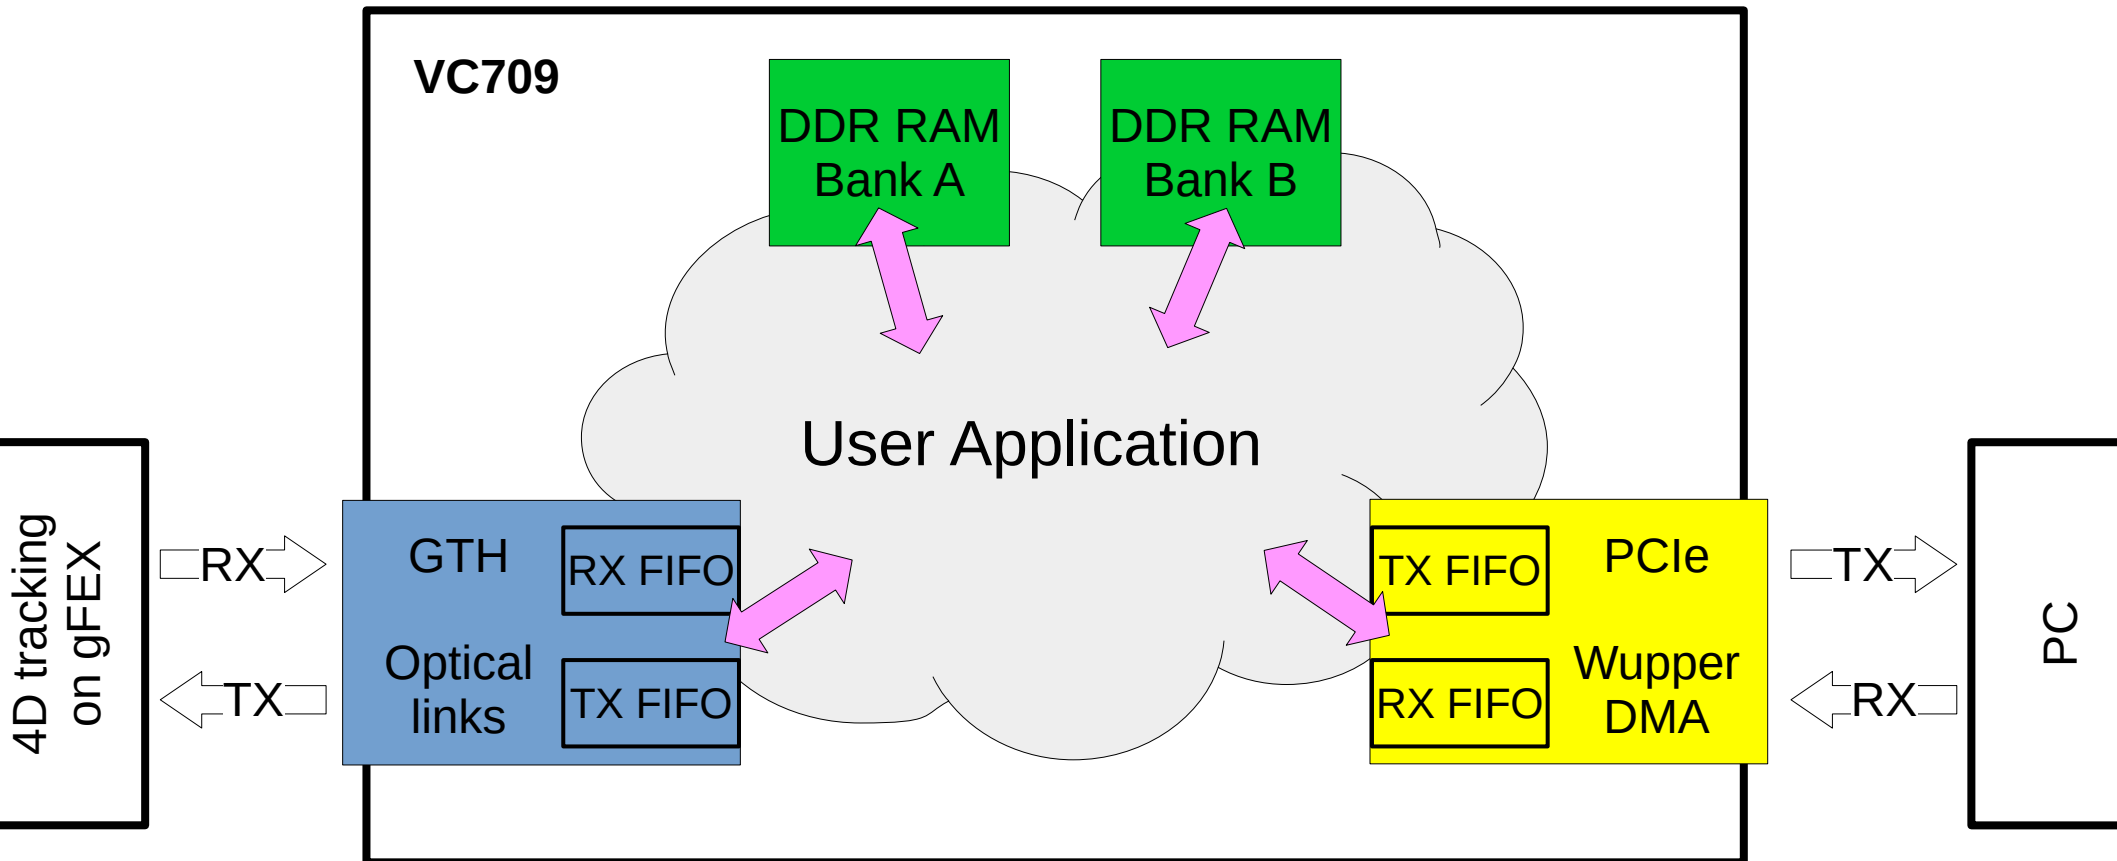 VC709
DDR RAM
Bank A
DDR RAM
Bank B
User Application
4D tracking
on gFEX
RX
TX
GTH
Optical
links
RX FIFO
TX FIFO
TX FIFO
RX FIFO
PCIe
Wupper
DMA
TX
RX
PC